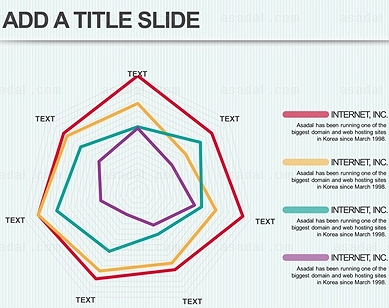 ADD A TITLE SLIDE
TEXT
TEXT
TEXT
TEXT
TEXT
TEXT
TEXT
INTERNET, INC.
Asadal has been running one of the
biggest domain and web hosting sites
in Korea since March 1998.
INTERNET, INC.
Asadal has been running one of the
biggest domain and web hosting sites
in Korea since March 1998.
INTERNET, INC.
Asadal has been running one of the
biggest domain and web hosting sites
in Korea since March 1998.
INTERNET, INC.
Asadal has been running one of the
biggest domain and web hosting sites
in Korea since March 1998.